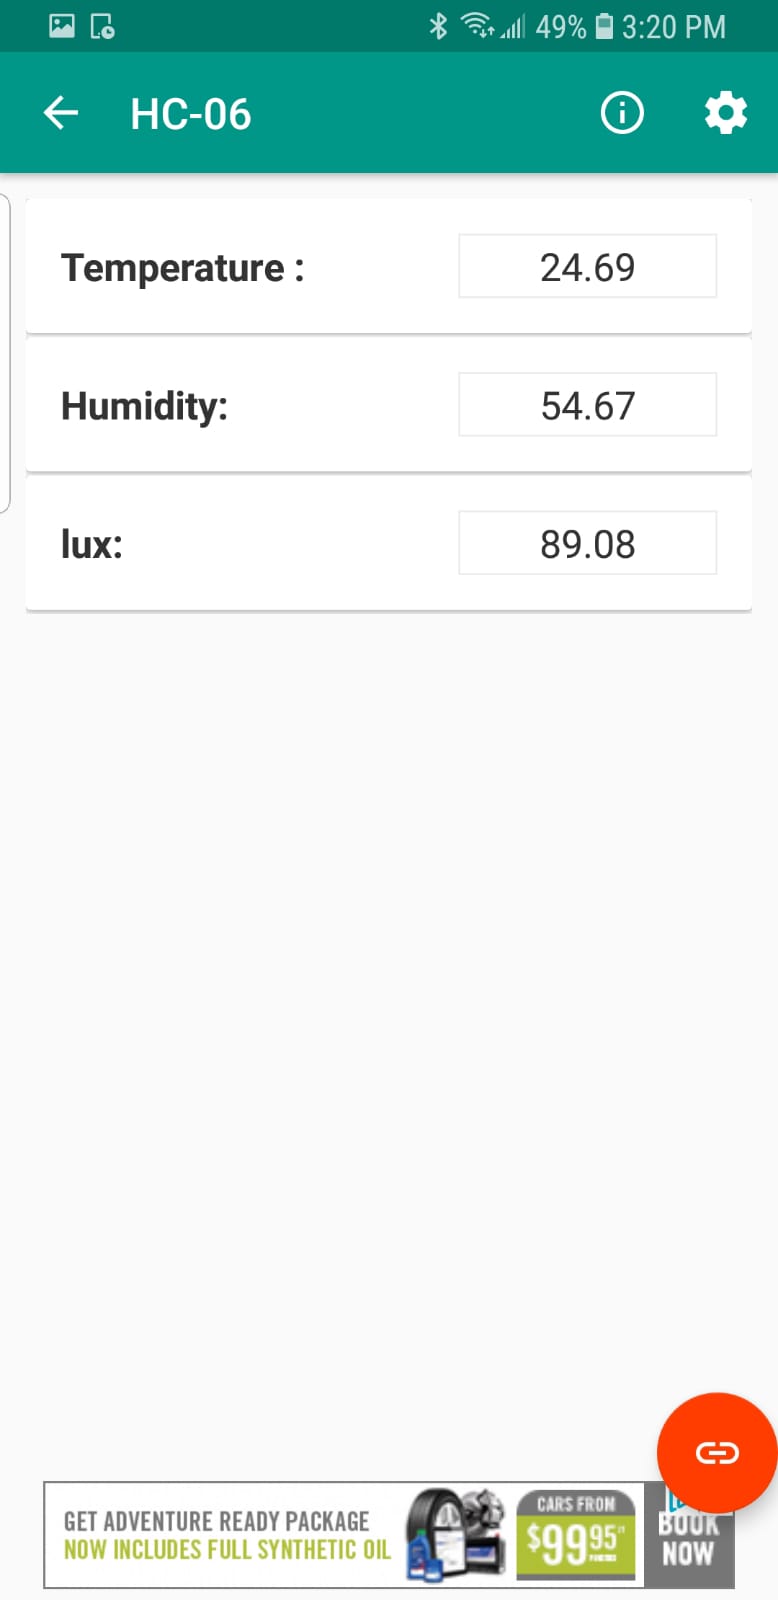 49% 3:20 PM
HC-06
Temperature : 24.69
Humidity: 54.67
lux: 89.08
GET ADVENTURE READY PACKAGE
NOW INCLUDES FULL SYNTHETIC OIL
CARS FROM
$99 95
BOOK
NOW